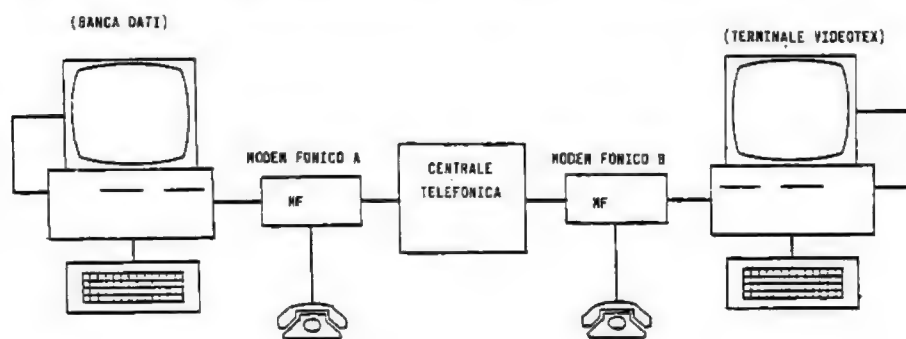 (BANCA DATI)
(TERMINALE VIDEOTEX)
MODEM FONICO A
MF
CENTRALE
TELEFONICA
MODEM FONICO B
MF